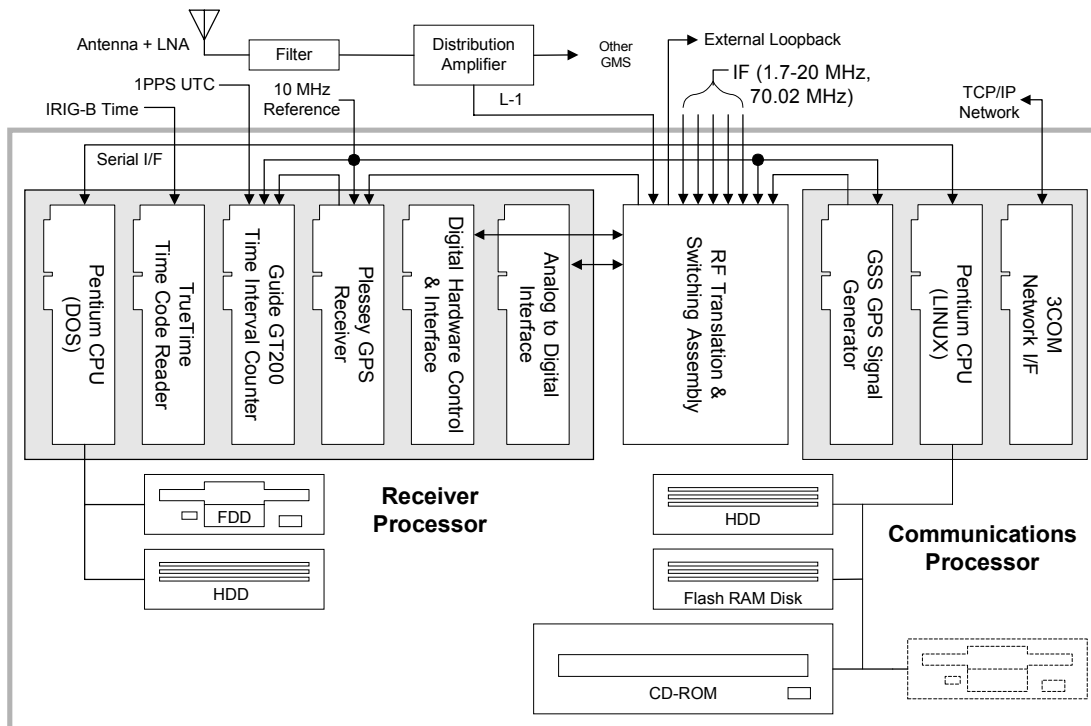 Antenna + LNA
Filter
Distribution
Amplifier
Other
GMS
External Loopback
IF (1.7-20 MHz,
70.02 MHz)
1PPS UTC
10 MHz
Reference
L-1
TCP/IP
Network
IRIG-B Time
Serial I/F
Pentium CPU
(DOS)
TrueTime
Time Code Reader
Guide GT200
Time Interval Counter
Plessey GPS
Receiver
Digital Hardware Control
& Interface
Analog to Digital
Interface
RF Translation &
Switching Assembly
GSS GPS Signal
Generator
Pentium CPU
(LINUX)
3COM
Network I/F
FDD
HDD
Receiver
Processor
HDD
Flash RAM Disk
CD-ROM
Communications
Processor